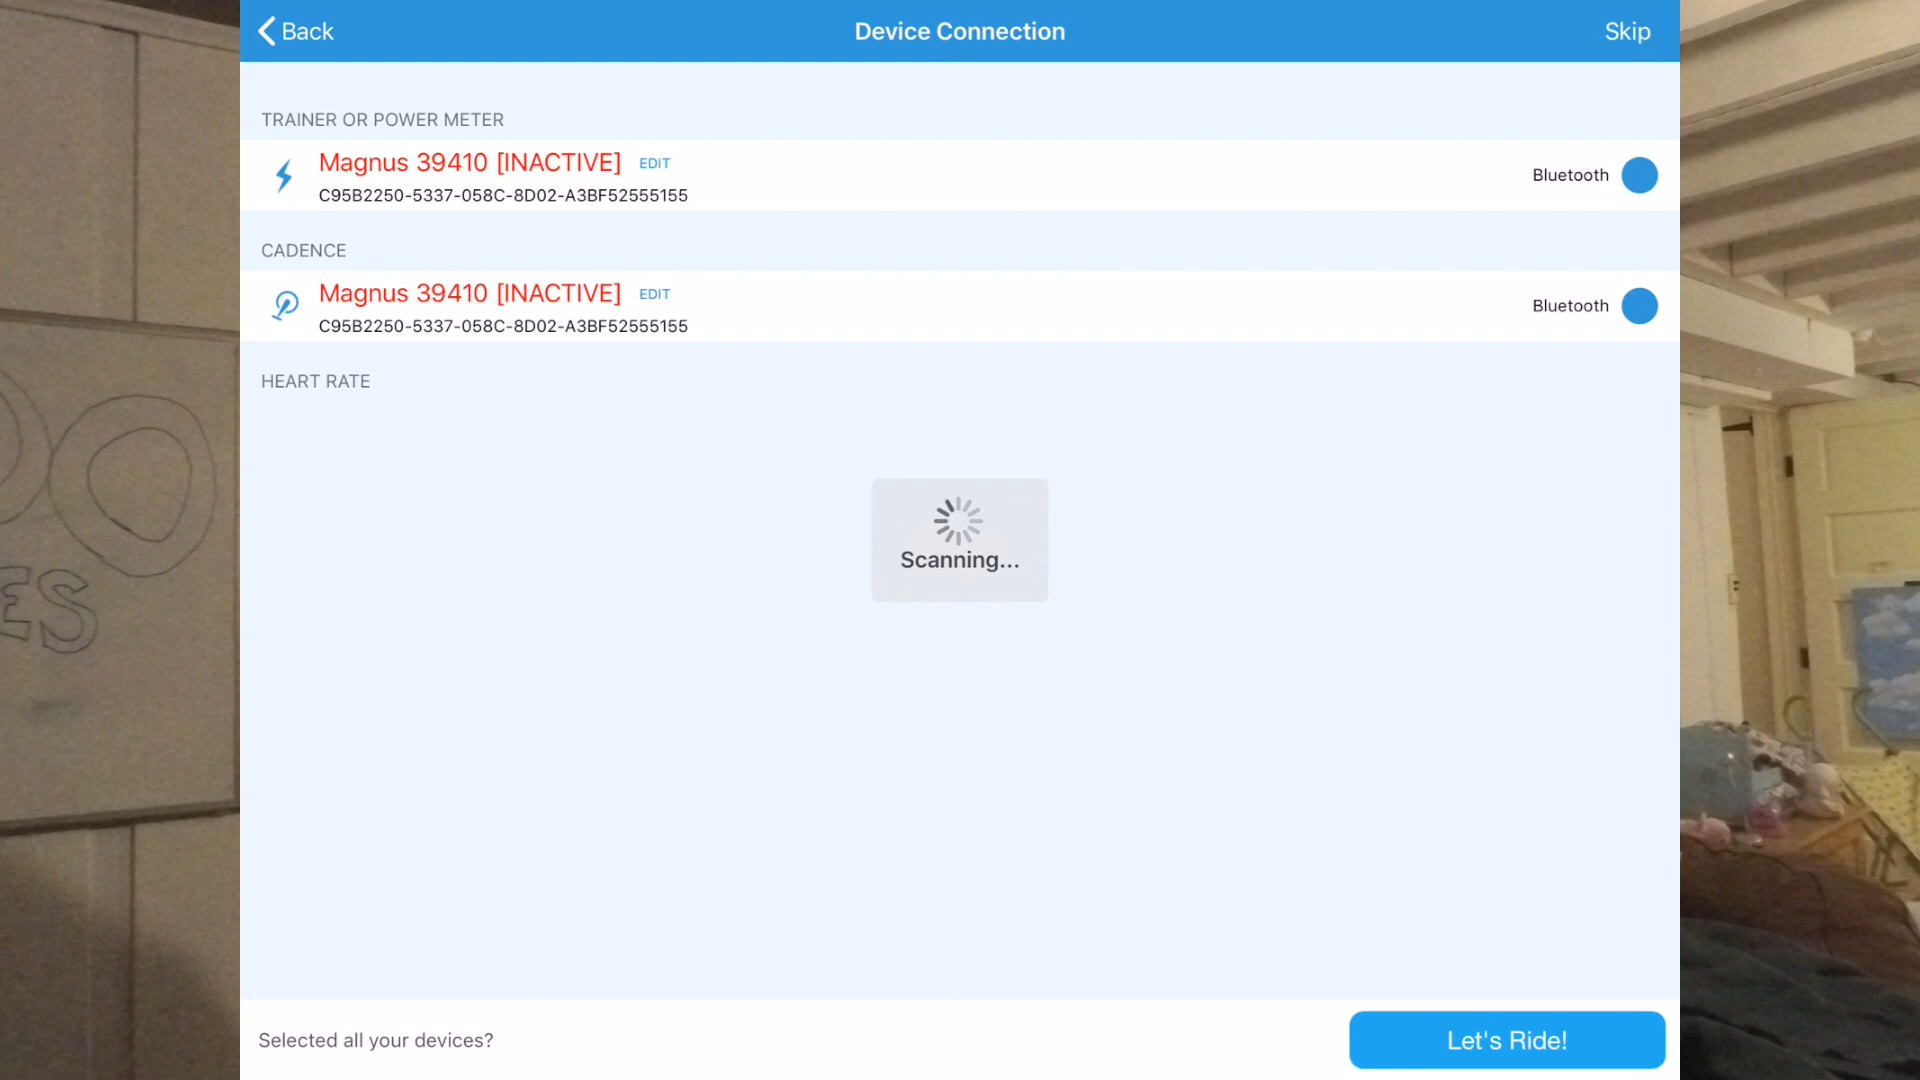 Back
Device Connection
Skip
TRAINER OR POWER METER
Magnus 39410 [INACTIVE] EDIT
C95B2250-5337-058C-8D02-A3BF52555155
Bluetooth
CADENCE
Magnus 39410 [INACTIVE] EDIT
C95B2250-5337-058C-8D02-A3BF52555155
Bluetooth
HEART RATE
Scanning...
ES
Selected all your devices?
Let's Ride!